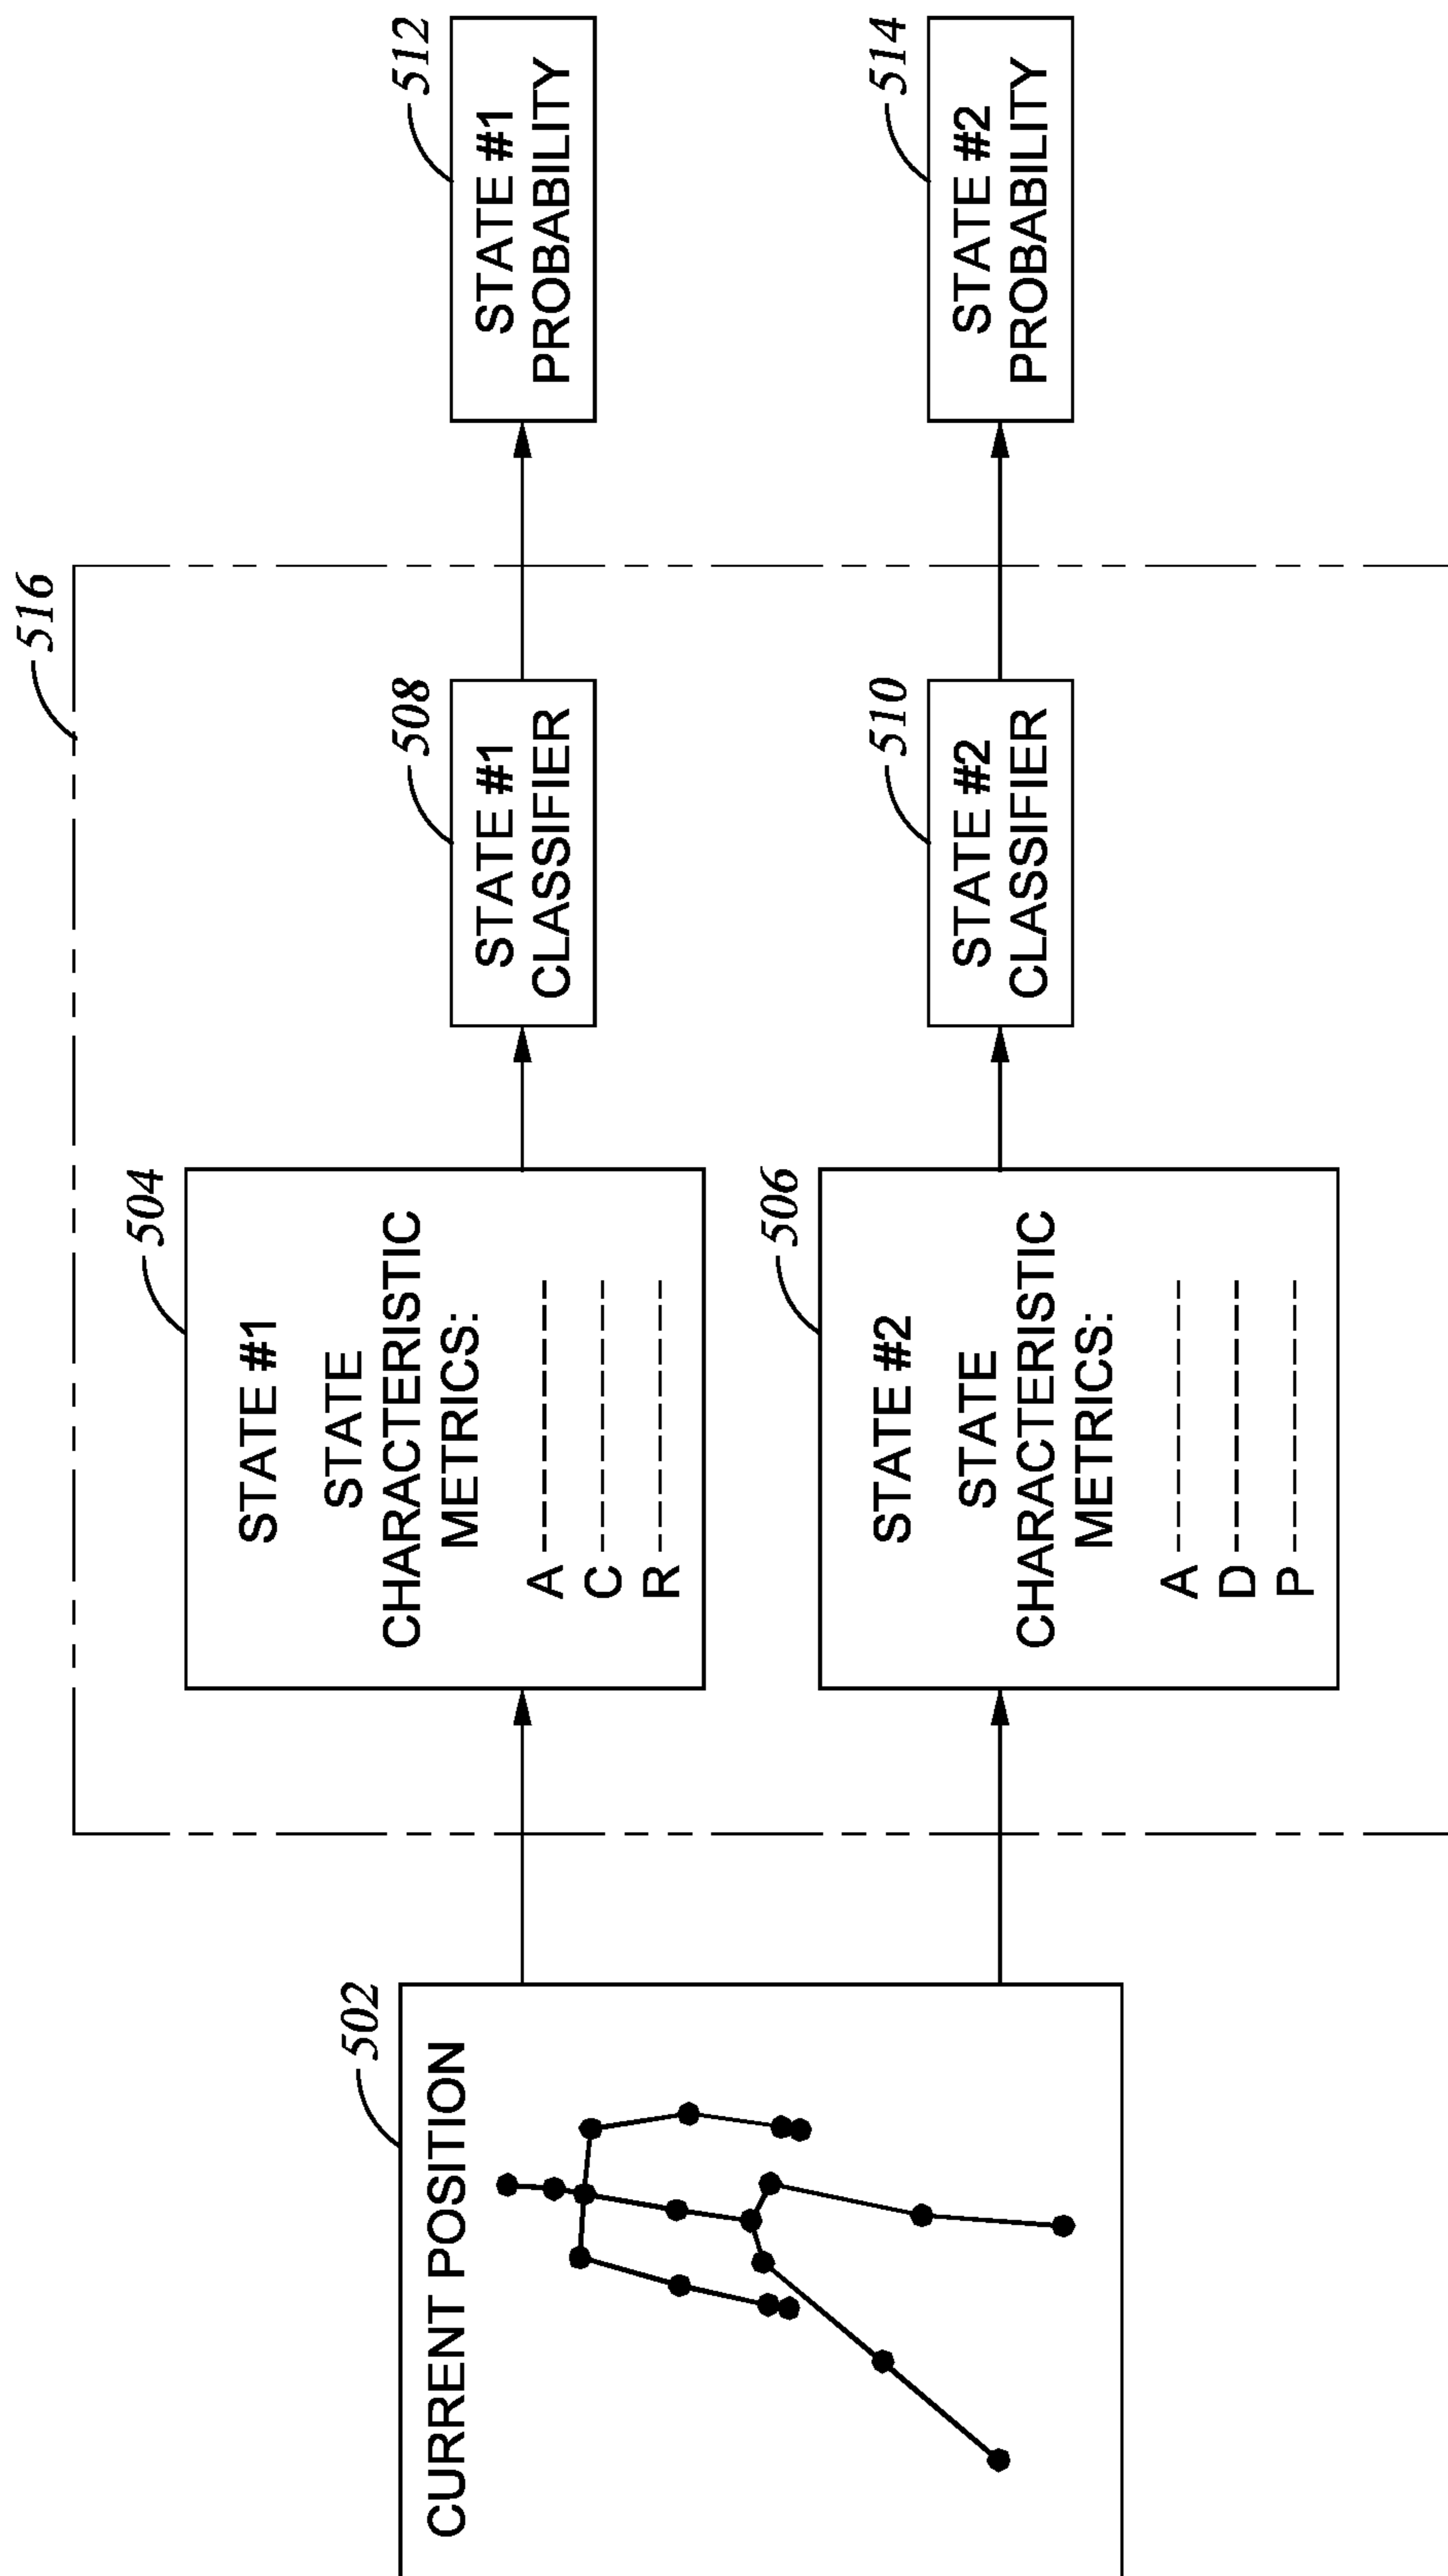 516
502
CURRENT POSITION
504
STATE #1
STATE
CHARACTERISTIC
METRICS:
A
C
R
508
STATE #1
CLASSIFIER
512
STATE #1
PROBABILITY
506
STATE #2
STATE
CHARACTERISTIC
METRICS:
A
D
P
510
STATE #2
CLASSIFIER
514
STATE #2
PROBABILITY